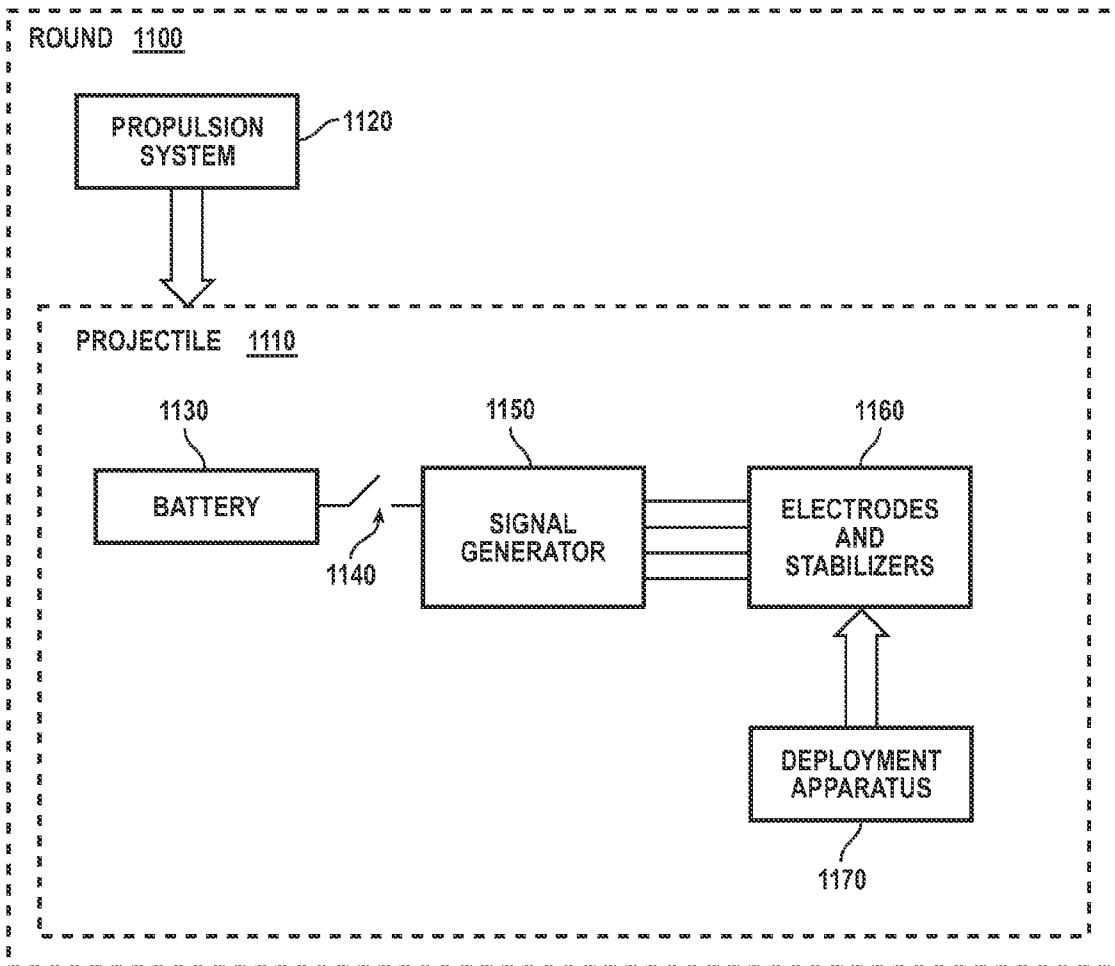 ROUND 1100
PROPULSION
SYSTEM
1120
PROJECTILE 1110
1130
BATTERY
1140
1150
SIGNAL
GENERATOR
1160
ELECTRODES
AND
STABILIZERS
DEPLOYMENT
APPARATUS
1170